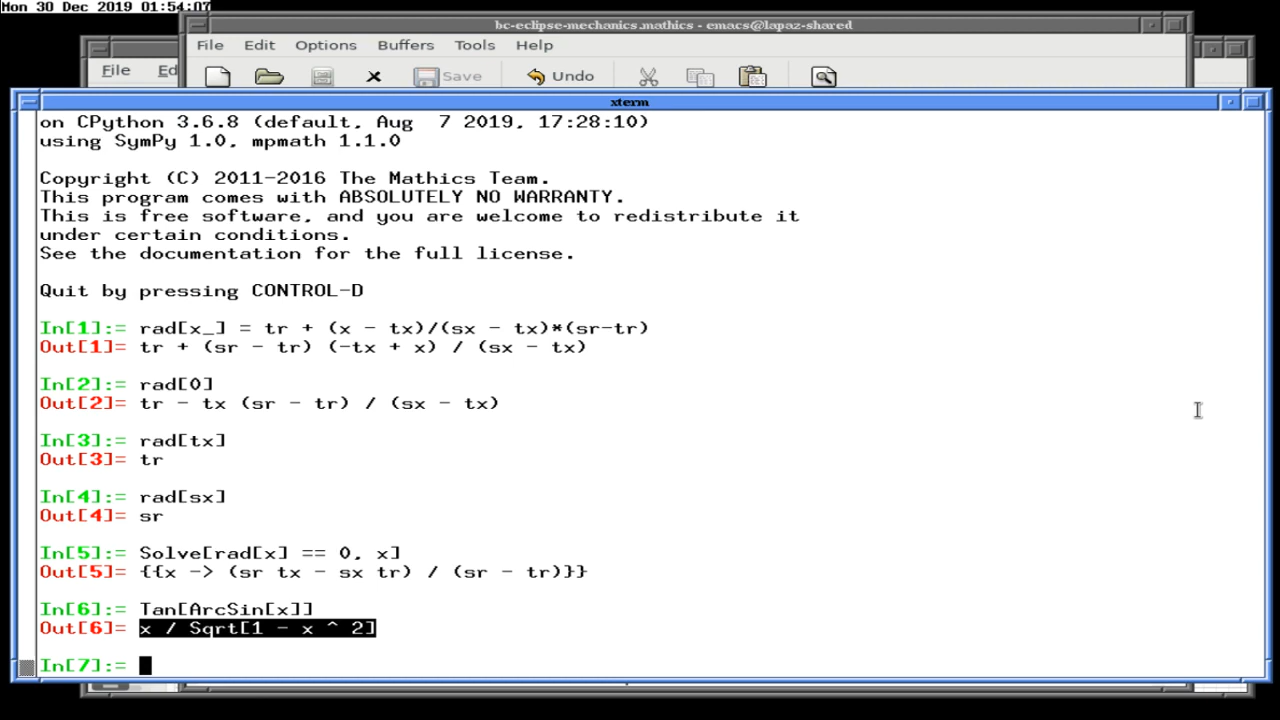 Mon 30 Dec 2019 01:54:07
bc-eclipse-mechanics.mathics - emacs@lapaz-shared
File Edit Options Buffers Tools Help
File Ed
Save Undo
xterm
on CPython 3.6.8 (default, Aug  7 2019, 17:28:10)
using SymPy 1.0, mpmath 1.1.0
Copyright (C) 2011-2016 The Mathics Team.
This program comes with ABSOLUTELY NO WARRANTY.
This is free software, and you are welcome to redistribute it
under certain conditions.
See the documentation for the full license.
Quit by pressing CONTROL-D
In[1]:= rad[x_] = tr + (x - tx)/(sx - tx)*(sr-tr)
Out[1]= tr + (sr - tr) (-tx + x) / (sx - tx)
In[2]:= rad[0]
Out[2]= tr - tx (sr - tr) / (sx - tx)
In[3]:= rad[tx]
Out[3]= tr
In[4]:= rad[sx]
Out[4]= sr
In[5]:= Solve[rad[x] == 0, x]
Out[5]= {{x -> (sr tx - sx tr) / (sr - tr)}}
In[6]:= Tan[ArcSin[x]]
Out[6]= x / Sqrt[1 - x ^ 2]
In[7]:=